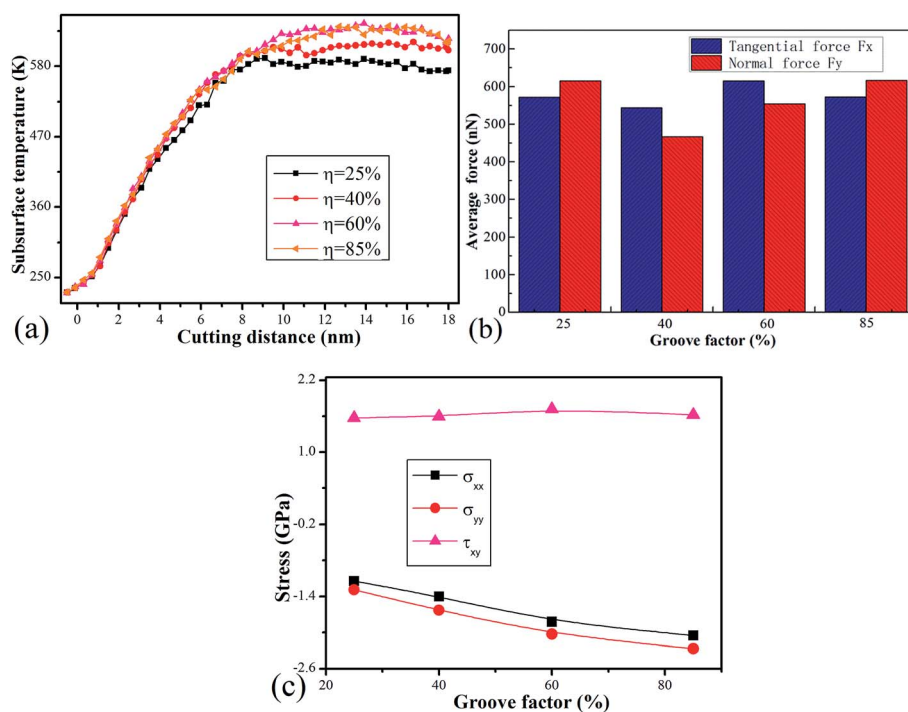 580
470
360
250
Subsurface temperature (K)
η=25%
η=40%
η=60%
η=85%
0 2 4 6 8 10 12 14 16 18
Cutting distance (nm)
(a)
700
600
500
400
300
200
100
0
Average force (nN)
Tangential force Fx
Normal force Fy
25 40 60 85
Groove factor (%)
(b)
2.2
1.0
-0.2
-1.4
-2.6
Stress (GPa)
σxx
σyy
τxy
20 40 60 80
Groove factor (%)
(c)